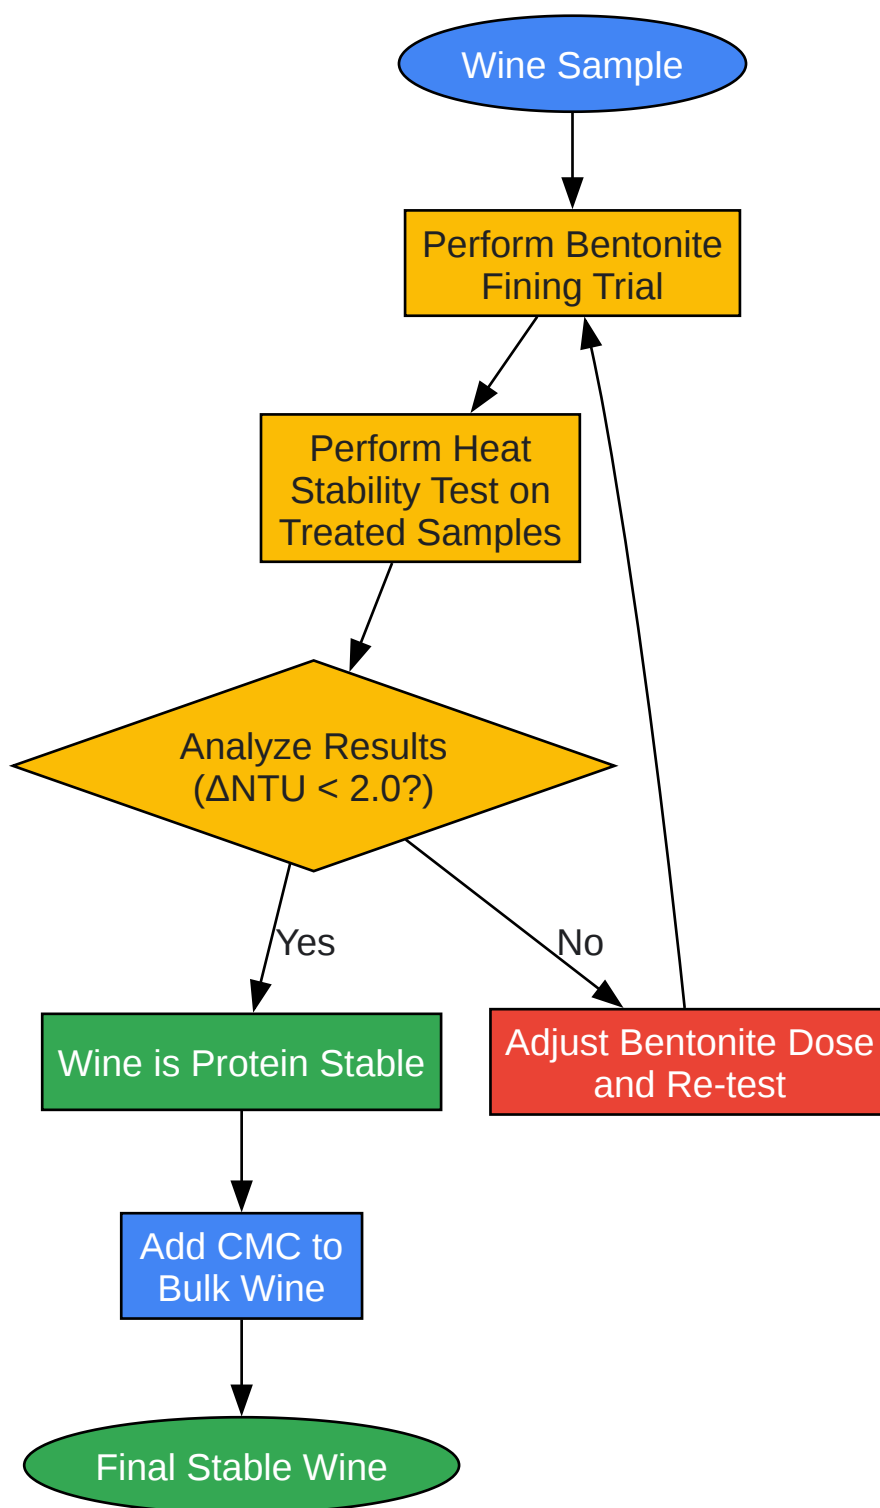 Wine Sample
Perform Bentonite
Fining Trial
Perform Heat
Stability Test on
Treated Samples
Analyze Results
(ΔNTU < 2.0?)
Yes
No
Wine is Protein Stable
Adjust Bentonite Dose
and Re-test
Add CMC to
Bulk Wine
Final Stable Wine